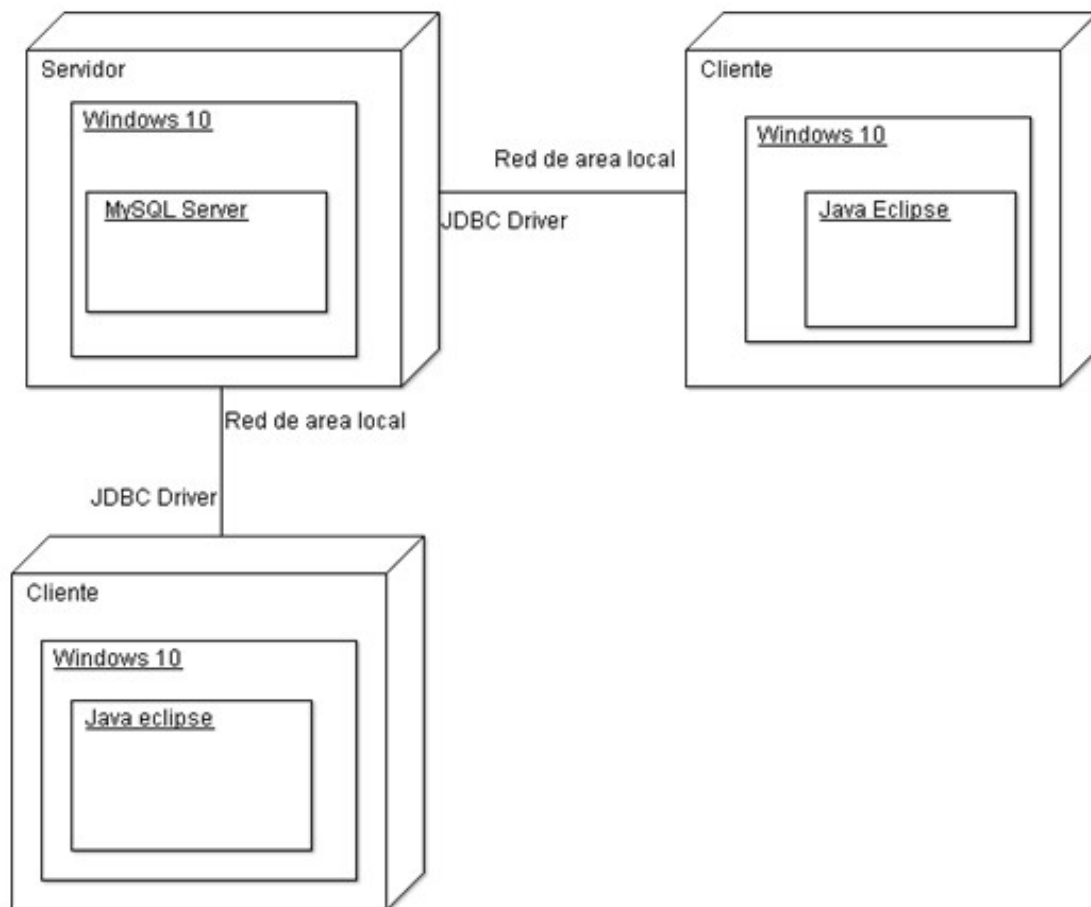 Servidor
Windows 10
MySQL Server
Red de area local
JDBC Driver
Cliente
Windows 10
Java Eclipse
Red de area local
JDBC Driver
Cliente
Windows 10
Java eclipse